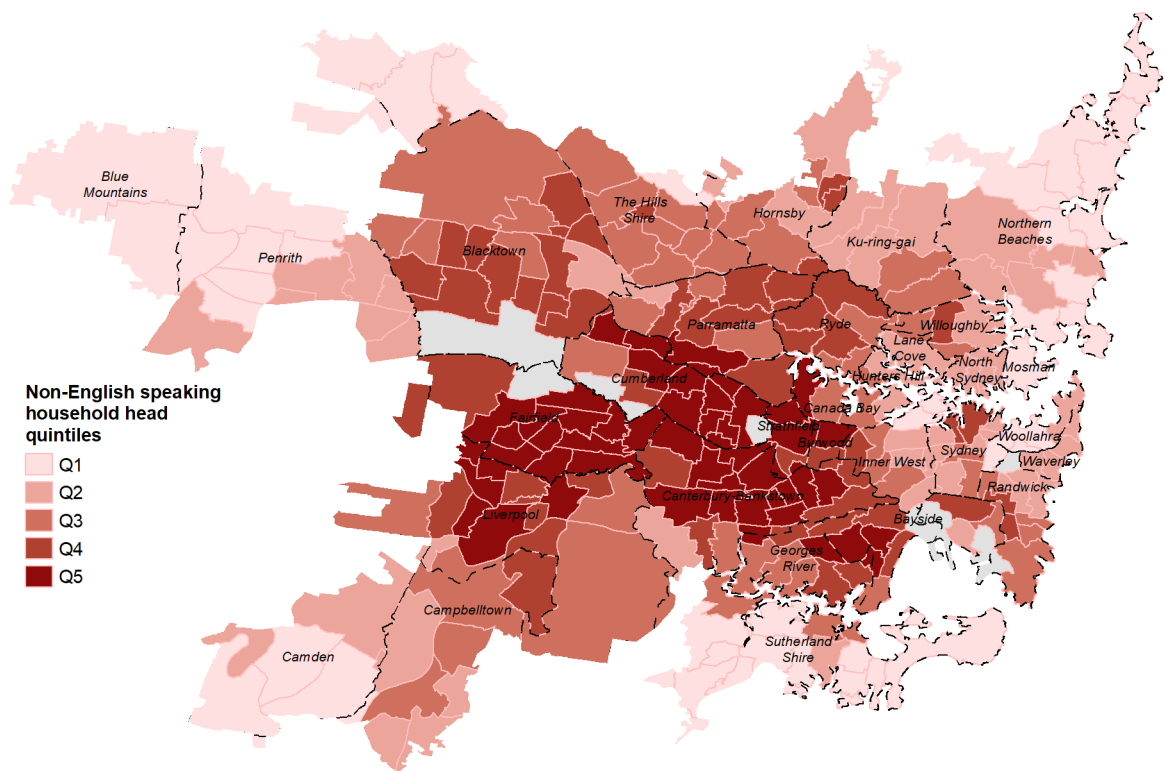 Blue
Mountains
Penrith
Blacktown
The Hills
Shire
Hornsby
Ku-ring-gai
Northern
Beaches
Parramatta
Ryde
Willoughby
Lane
Cove
Hunters Hill
North
Sydney
Mosman
Cumberland
Canada Bay
Fairfield
Strathfield
Burwood
Inner West
Sydney
Woollahra
Waverley
Randwick
Canterbury-Bankstown
Bayside
Liverpool
Georges
River
Campbelltown
Camden
Sutherland
Shire
Non-English speaking
household head
quintiles
Q1
Q2
Q3
Q4
Q5